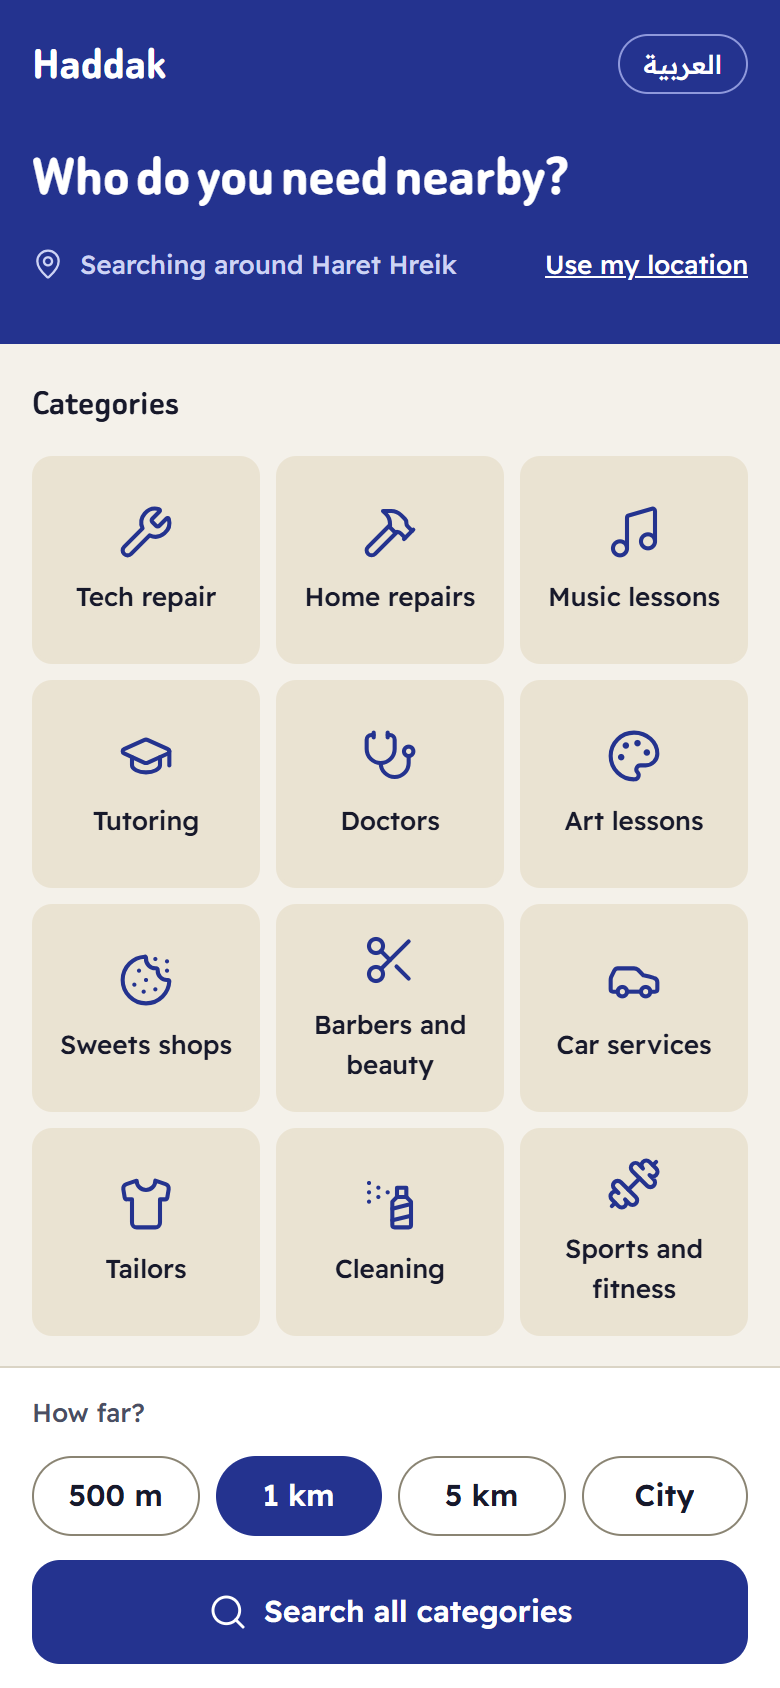 Haddak
العربية
Who do you need nearby?
Searching around Haret Hreik
Use my location
Categories
Tech repair
Home repairs
Music lessons
Tutoring
Doctors
Art lessons
Sweets shops
Barbers and
beauty
Car services
Tailors
Cleaning
Sports and
fitness
How far?
500 m
1 km
5 km
City
Search all categories